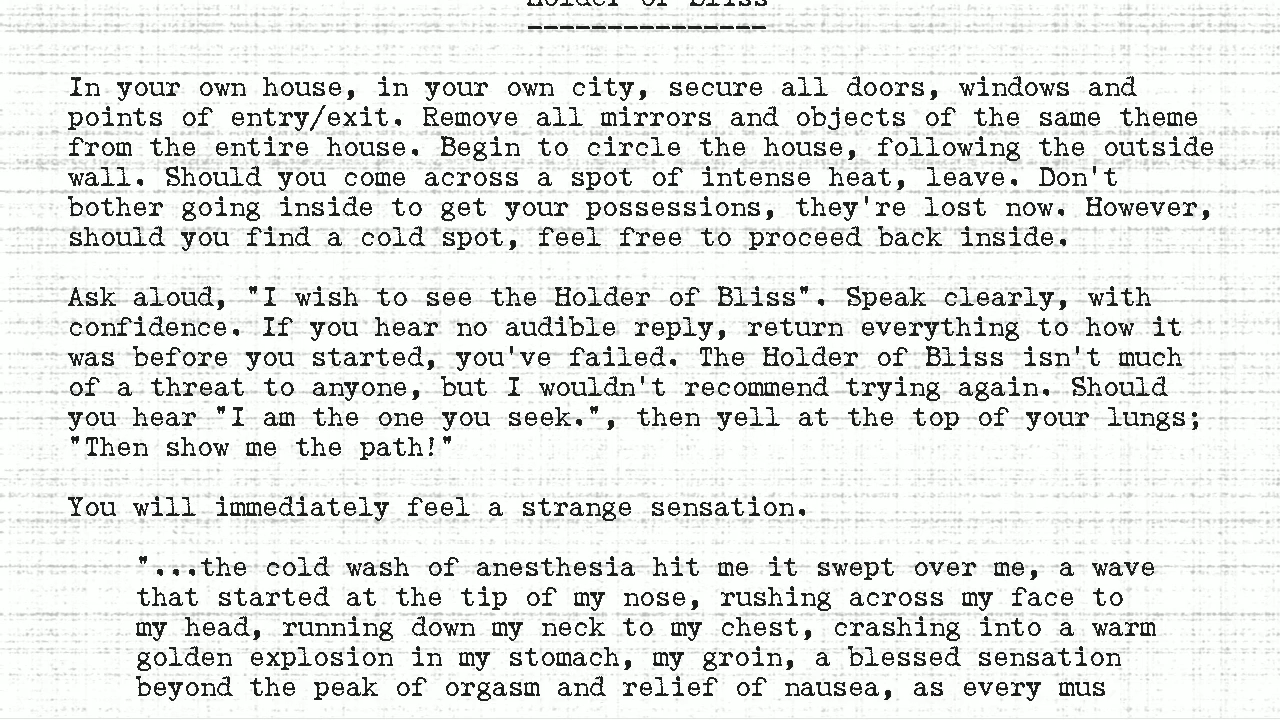 Holder of Bliss
---------------
In your own house, in your own city, secure all doors, windows and
points of entry/exit. Remove all mirrors and objects of the same theme
from the entire house. Begin to circle the house, following the outside
wall. Should you come across a spot of intense heat, leave. Don't
bother going inside to get your possessions, they're lost now. However,
should you find a cold spot, feel free to proceed back inside.
Ask aloud, "I wish to see the Holder of Bliss". Speak clearly, with
confidence. If you hear no audible reply, return everything to how it
was before you started, you've failed. The Holder of Bliss isn't much
of a threat to anyone, but I wouldn't recommend trying again. Should
you hear "I am the one you seek.", then yell at the top of your lungs;
"Then show me the path!"
You will immediately feel a strange sensation.
"...the cold wash of anesthesia hit me it swept over me, a wave
that started at the tip of my nose, rushing across my face to
my head, running down my neck to my chest, crashing into a warm
golden explosion in my stomach, my groin, a blessed sensation
beyond the peak of orgasm and relief of nausea, as every mus